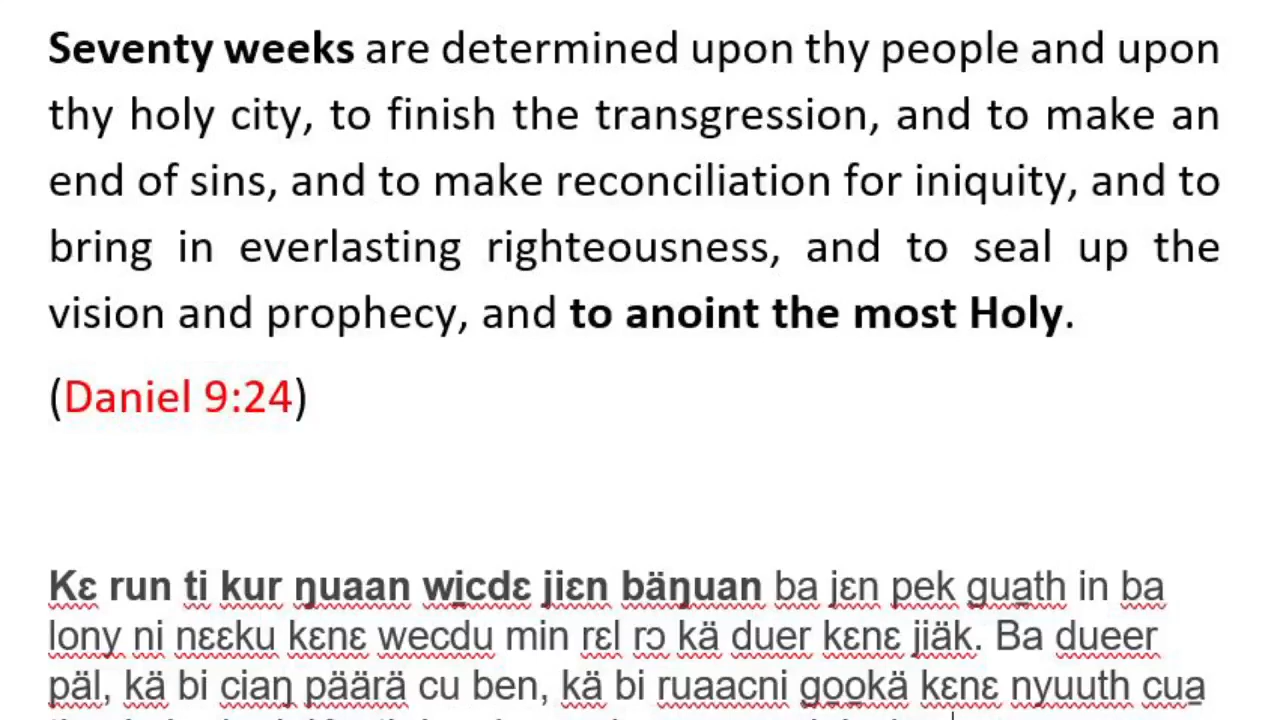 Seventy weeks are determined upon thy people and upon
thy holy city, to finish the transgression, and to make an
end of sins, and to make reconciliation for iniquity, and to
bring in everlasting righteousness, and to seal up the
vision and prophecy, and to anoint the most Holy.
(Daniel 9:24)
Kɛ run ti kur ŋuaan wi̱cdɛ jiɛn bäŋuan ba jɛn pek gua̱th in ba
lony ni nɛɛku kɛnɛ wecdu min rɛl rɔ kä duer kɛnɛ jiäk. Ba dueer
päl, kä bi ciaŋ päärä cu ben, kä bi ruaacni go̱o̱kä kɛnɛ nyuuth cua̱